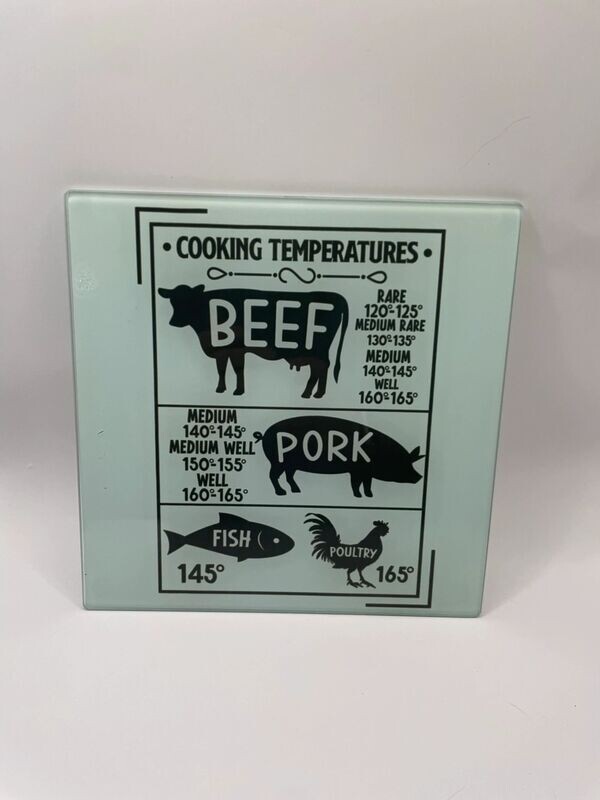 • COOKING TEMPERATURES •
BEEF
RARE
120°-125°
MEDIUM RARE
130°-135°
MEDIUM
140°-145°
WELL
160°-165°
MEDIUM
140°-145°
MEDIUM WELL
150°-155°
WELL
160°-165°
PORK
FISH
145°
POULTRY
165°